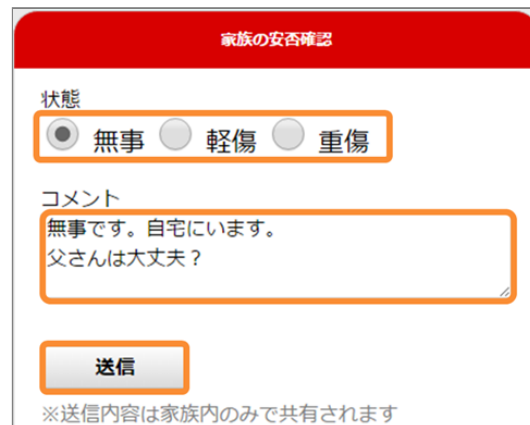 家族の安否確認
状態
無事 軽傷 重傷
コメント
無事です。自宅にいます。
父さんは大丈夫？
送信
※送信内容は家族内のみで共有されます